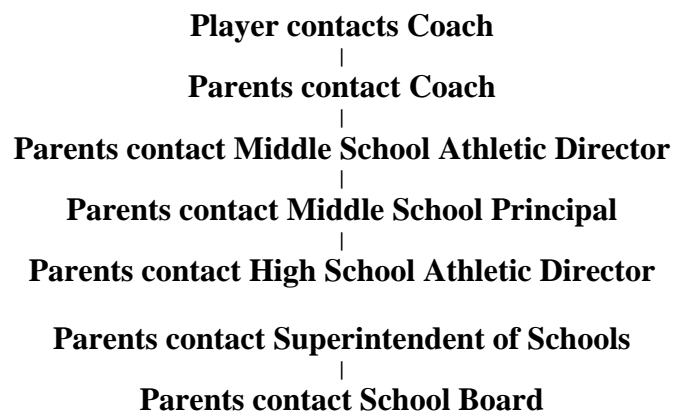 Player contacts Coach
|
Parents contact Coach
|
Parents contact Middle School Athletic Director
|
Parents contact Middle School Principal
|
Parents contact High School Athletic Director
Parents contact Superintendent of Schools
|
Parents contact School Board